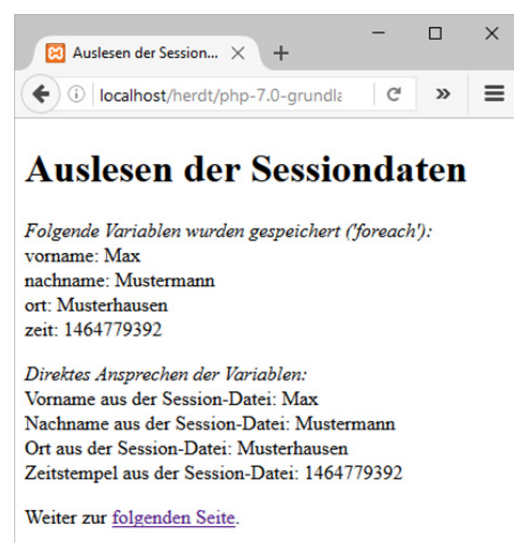 Auslesen der Session...
localhost/herdt/php-7.0-grundla
Auslesen der Sessiondaten
Folgende Variablen wurden gespeichert ('foreach'):
vorname: Max
nachname: Mustermann
ort: Musterhausen
zeit: 1464779392
Direktes Ansprechen der Variablen:
Vorname aus der Session-Datei: Max
Nachname aus der Session-Datei: Mustermann
Ort aus der Session-Datei: Musterhausen
Zeitstempel aus der Session-Datei: 1464779392
Weiter zur folgenden Seite.